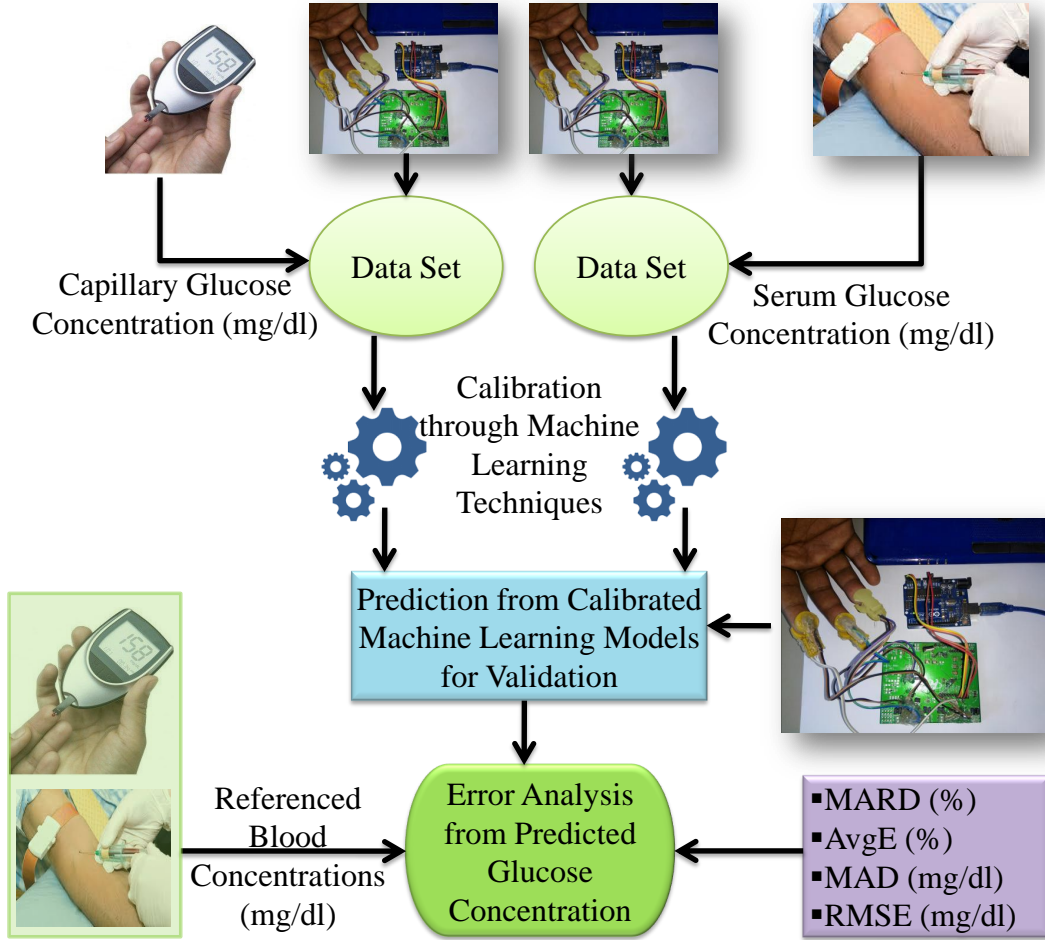 158
Data Set
Data Set
Capillary Glucose
Concentration (mg/dl)
Serum Glucose
Concentration (mg/dl)
Calibration
through Machine
Learning
Techniques
Prediction from Calibrated
Machine Learning Models
for Validation
158
Referenced
Blood
Concentrations
(mg/dl)
Error Analysis
from Predicted
Glucose
Concentration
▪MARD (%)
▪AvgE (%)
▪MAD (mg/dl)
▪RMSE (mg/dl)